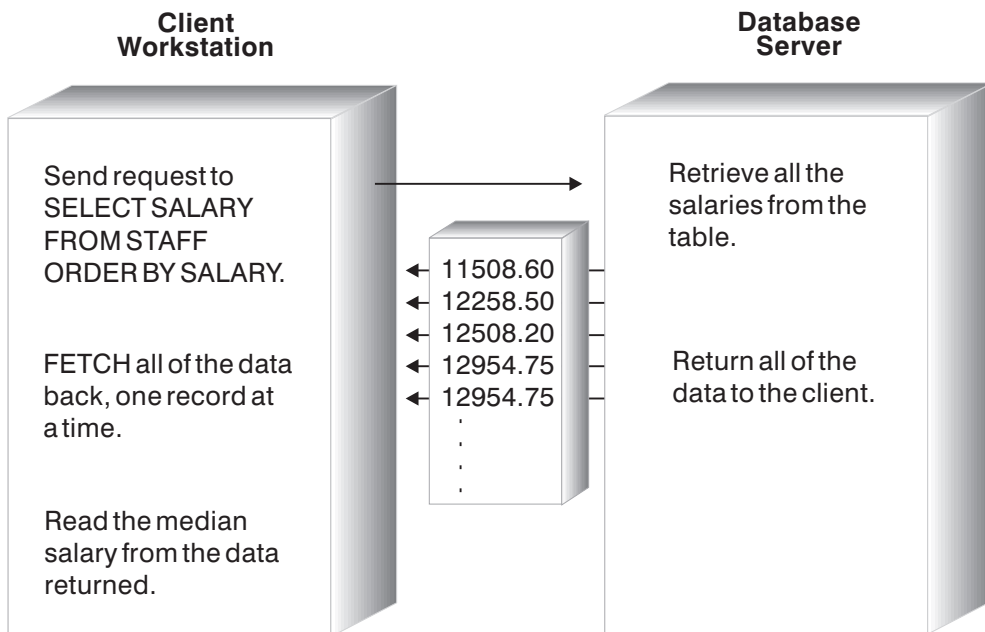 Client
Workstation
Database
Server
Send request to
SELECT SALARY
FROM STAFF
ORDER BY SALARY.
Retrieve all the
salaries from the
table.
11508.60
12258.50
12508.20
12954.75
12954.75
FETCH all of the data
back, one record at
a time.
Return all of the
data to the client.
Read the median
salary from the data
returned.